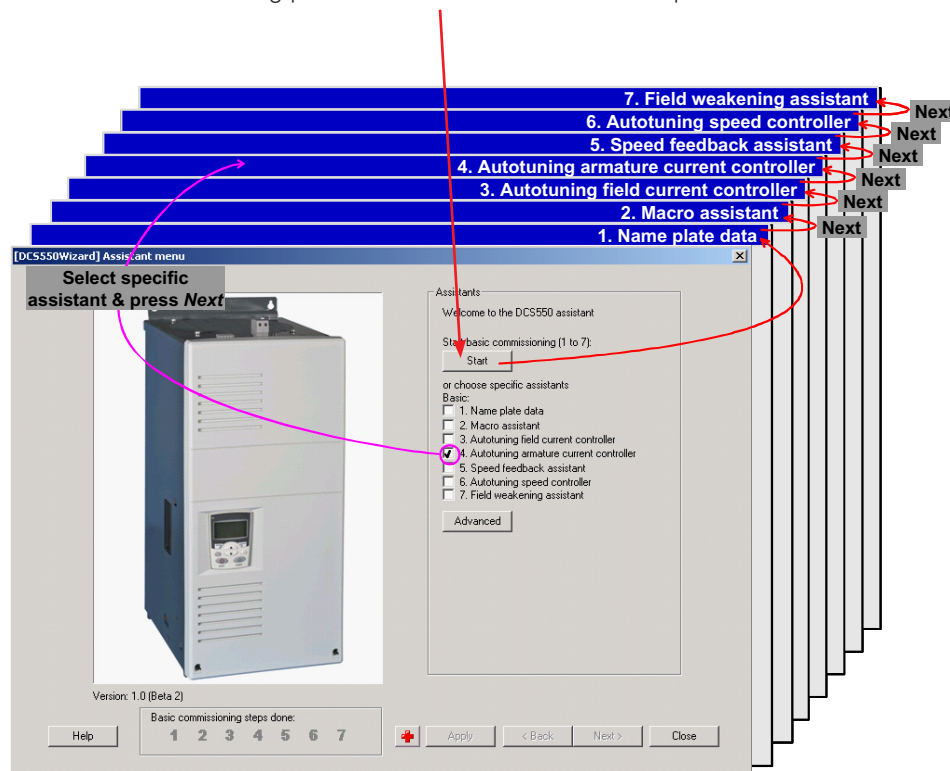 7. Field weakening assistant
Next
6. Autotuning speed controller
Next
5. Speed feedback assistant
Next
4. Autotuning armature current controller
Next
3. Autotuning field current controller
Next
2. Macro assistant
Next
1. Name plate data
[DCS550Wizard] Assistant menu
Select specific
assistant & press Next
Assistants
Welcome to the DCS550 assistant
Start basic commissioning (1 to 7):
Start
or choose specific assistants
Basic:
1. Name plate data
2. Macro assistant
3. Autotuning field current controller
4. Autotuning armature current controller
5. Speed feedback assistant
6. Autotuning speed controller
7. Field weakening assistant
Advanced
Version: 1.0 (Beta 2)
Basic commissioning steps done:
1 2 3 4 5 6 7
Help
Apply
< Back
Next >
Close